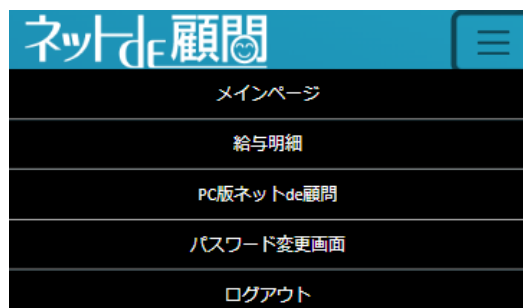 ネットde顧問
メインページ
給与明細
PC版ネットde顧問
パスワード変更画面
ログアウト